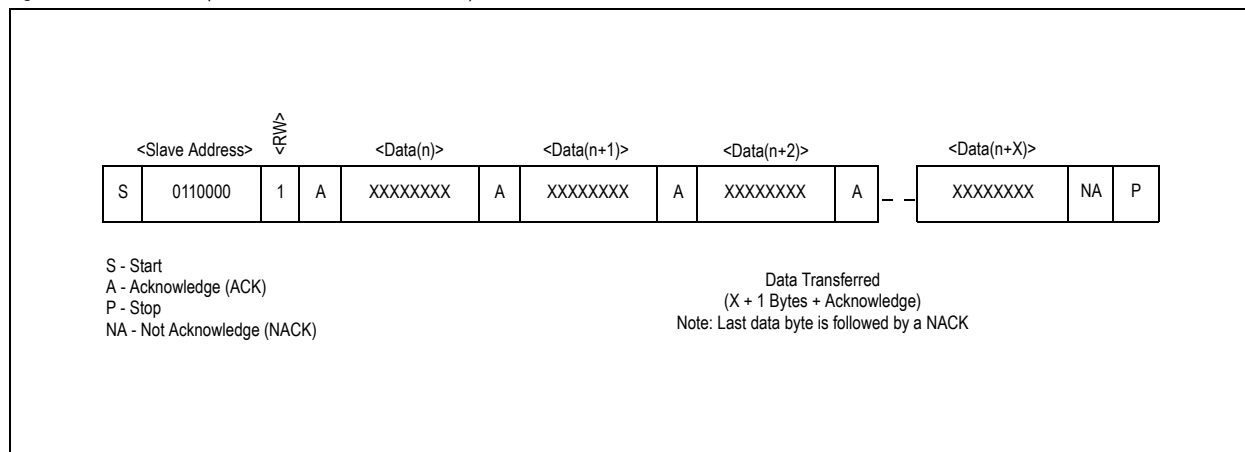 <RW>
<Slave Address> <Data(n)> <Data(n+1)> <Data(n+2)> <Data(n+X)>
S 0110000 1 A XXXXXXXX A XXXXXXXX A XXXXXXXX A XXXXXXXX NA P
S - Start
A - Acknowledge (ACK)
P - Stop
NA - Not Acknowledge (NACK)
Data Transferred
(X + 1 Bytes + Acknowledge)
Note: Last data byte is followed by a NACK